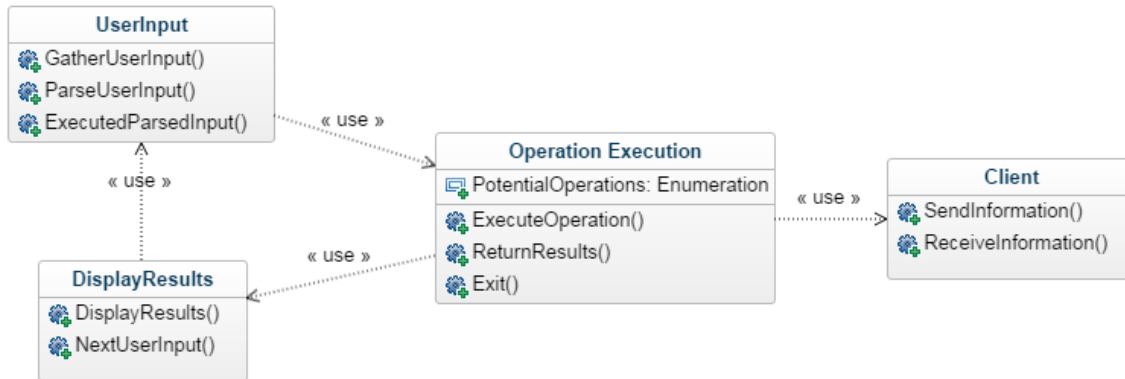 UserInput
GatherUserInput()
ParseUserInput()
ExecutedParsedInput()
« use »
« use »
Operation Execution
PotentialOperations: Enumeration
ExecuteOperation()
ReturnResults()
Exit()
« use »
Client
SendInformation()
ReceiveInformation()
« use »
DisplayResults
DisplayResults()
NextUserInput()